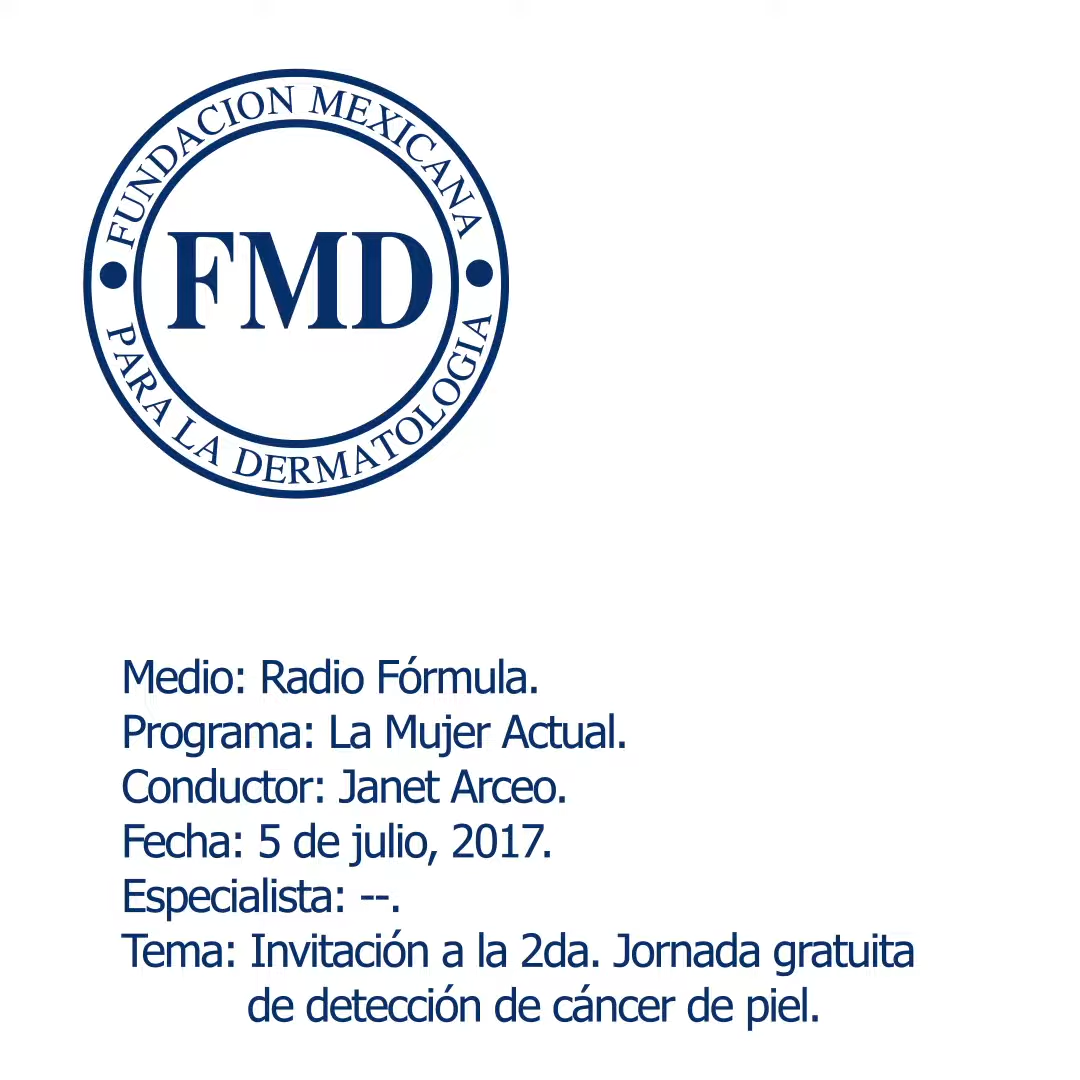 FUNDACION MEXICANA
FMD
PARA LA DERMATOLOGIA
Medio: Radio Fórmula.
Programa: La Mujer Actual.
Conductor: Janet Arceo.
Fecha: 5 de julio, 2017.
Especialista: --.
Tema: Invitación a la 2da. Jornada gratuita
de detección de cáncer de piel.